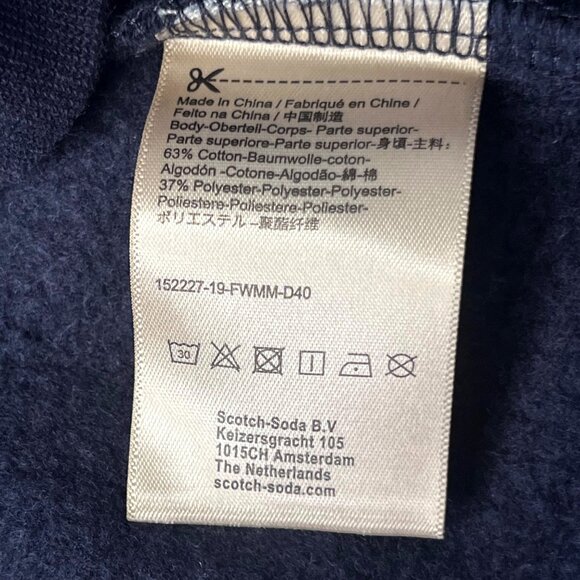 Made in China / Fabriqué en Chine /
Feito na China / 中国制造
Body-Oberteil-Corps- Parte superior-
Parte superiore-Parte superior-身頃-主料:
63% Cotton-Baumwolle-coton-
Algodón -Cotone-Algodão-綿-棉
37% Polyester-Polyester-Polyester-
Poliestere-Poliestere-Poliester-
ポリエステル -聚酯纤维
152227-19-FWMM-D40
30
Scotch-Soda B.V
Keizersgracht 105
1015CH Amsterdam
The Netherlands
scotch-soda.com